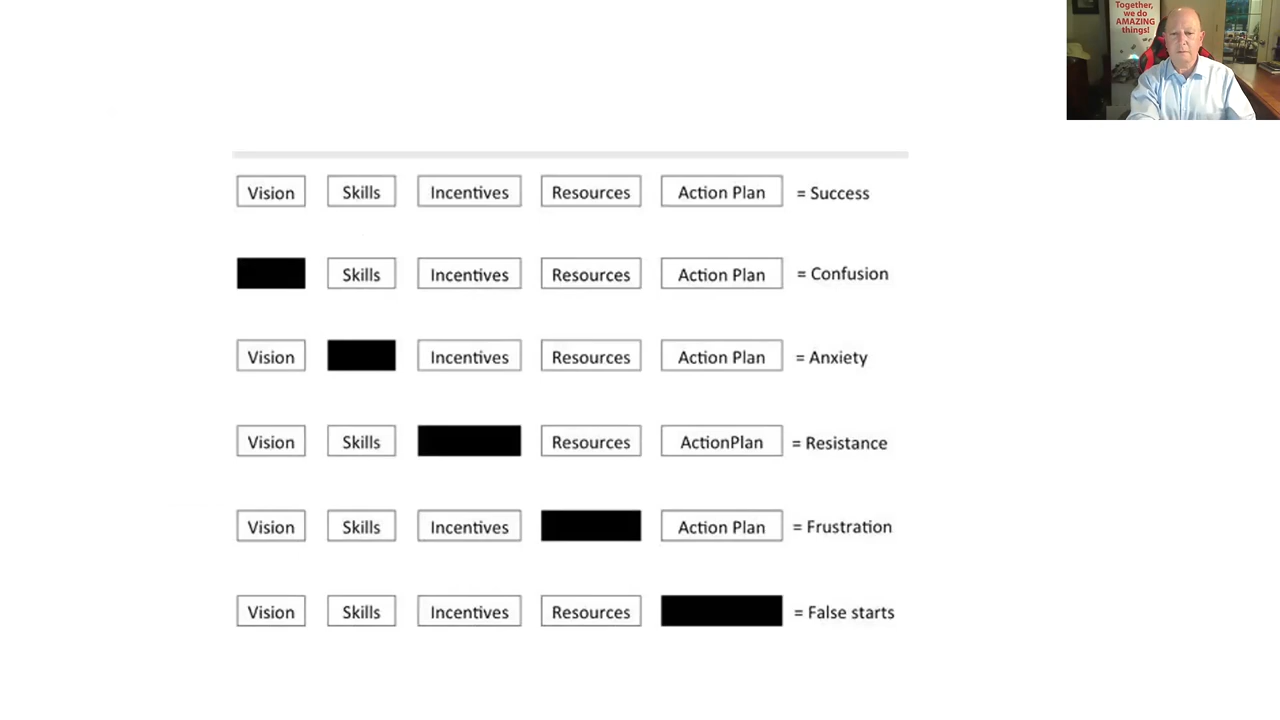 Together,
we do
AMAZING
things!
Vision Skills Incentives Resources Action Plan = Success
Skills Incentives Resources Action Plan = Confusion
Vision Incentives Resources Action Plan = Anxiety
Vision Skills Resources ActionPlan = Resistance
Vision Skills Incentives Action Plan = Frustration
Vision Skills Incentives Resources = False starts